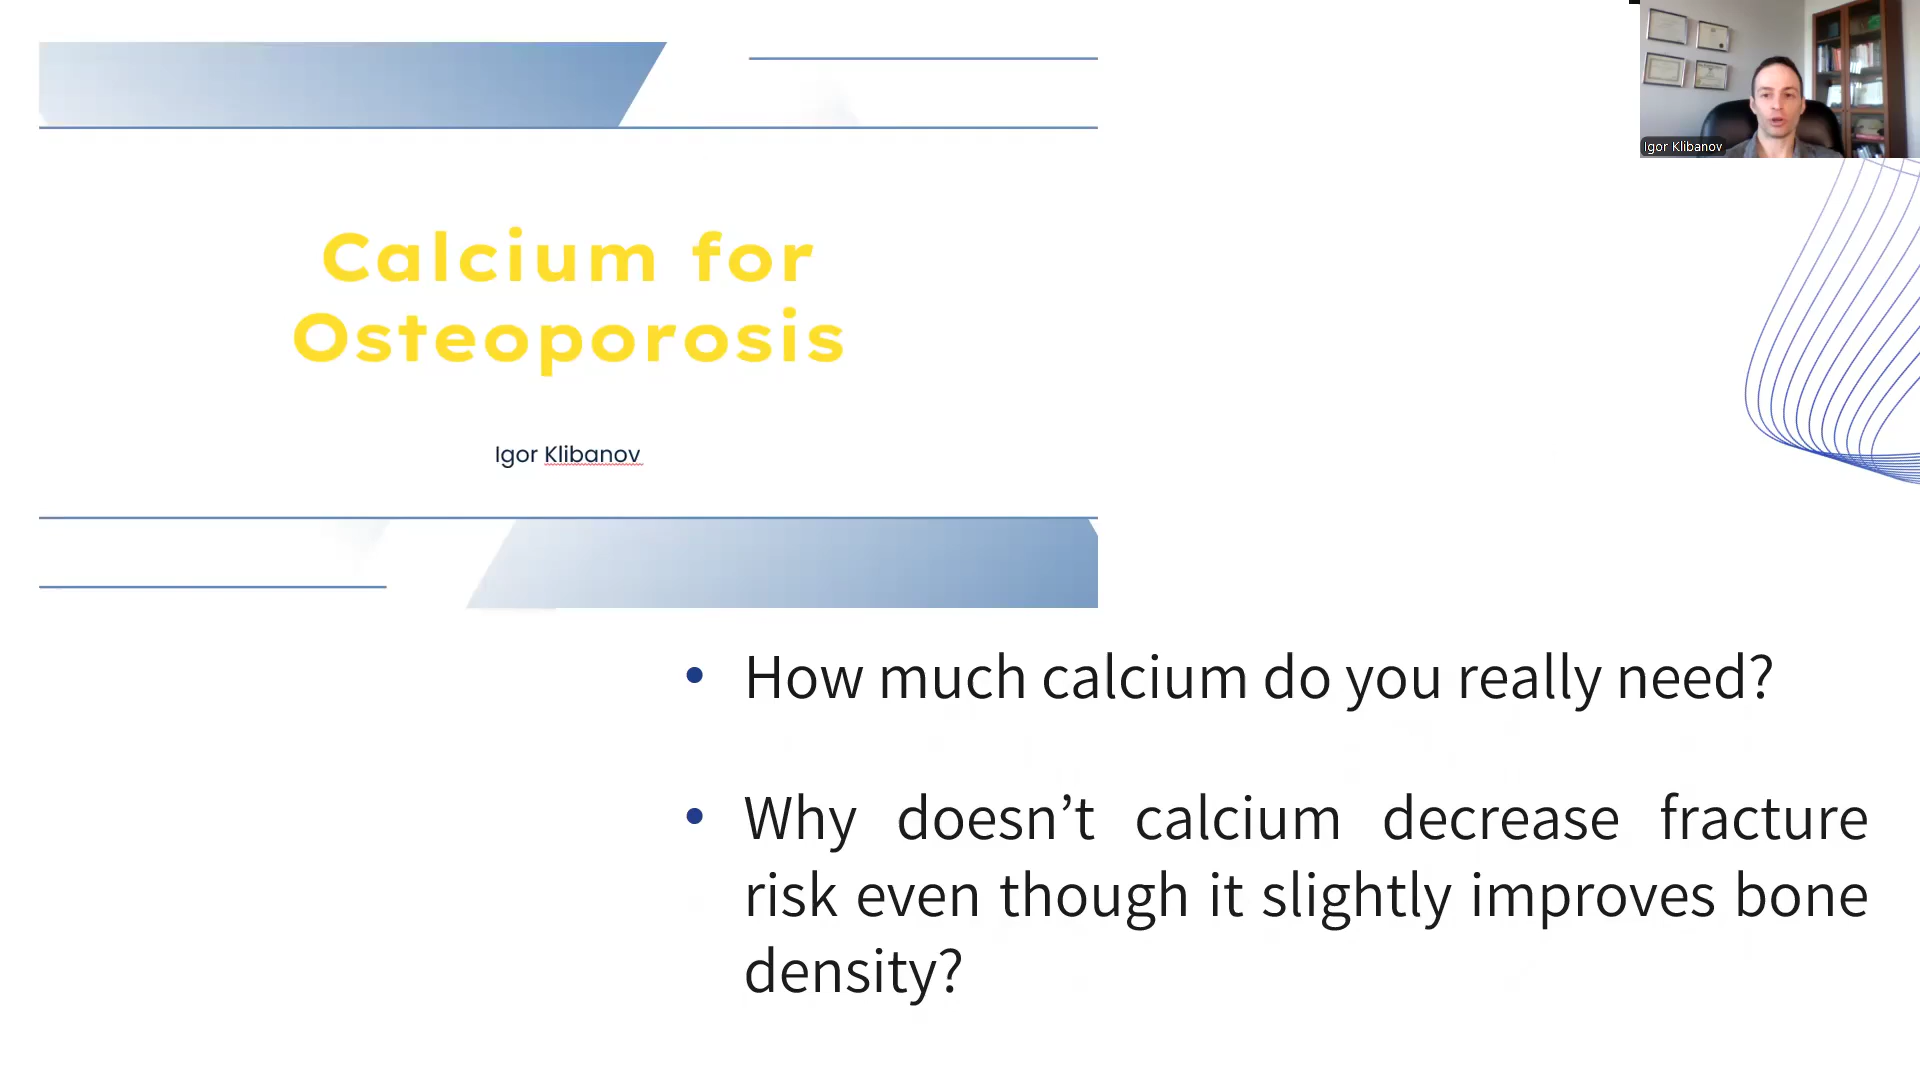 Igor Klibanov
Calcium for
Osteoporosis
Igor Klibanov
• How much calcium do you really need?
• Why doesn’t calcium decrease fracture
risk even though it slightly improves bone
density?